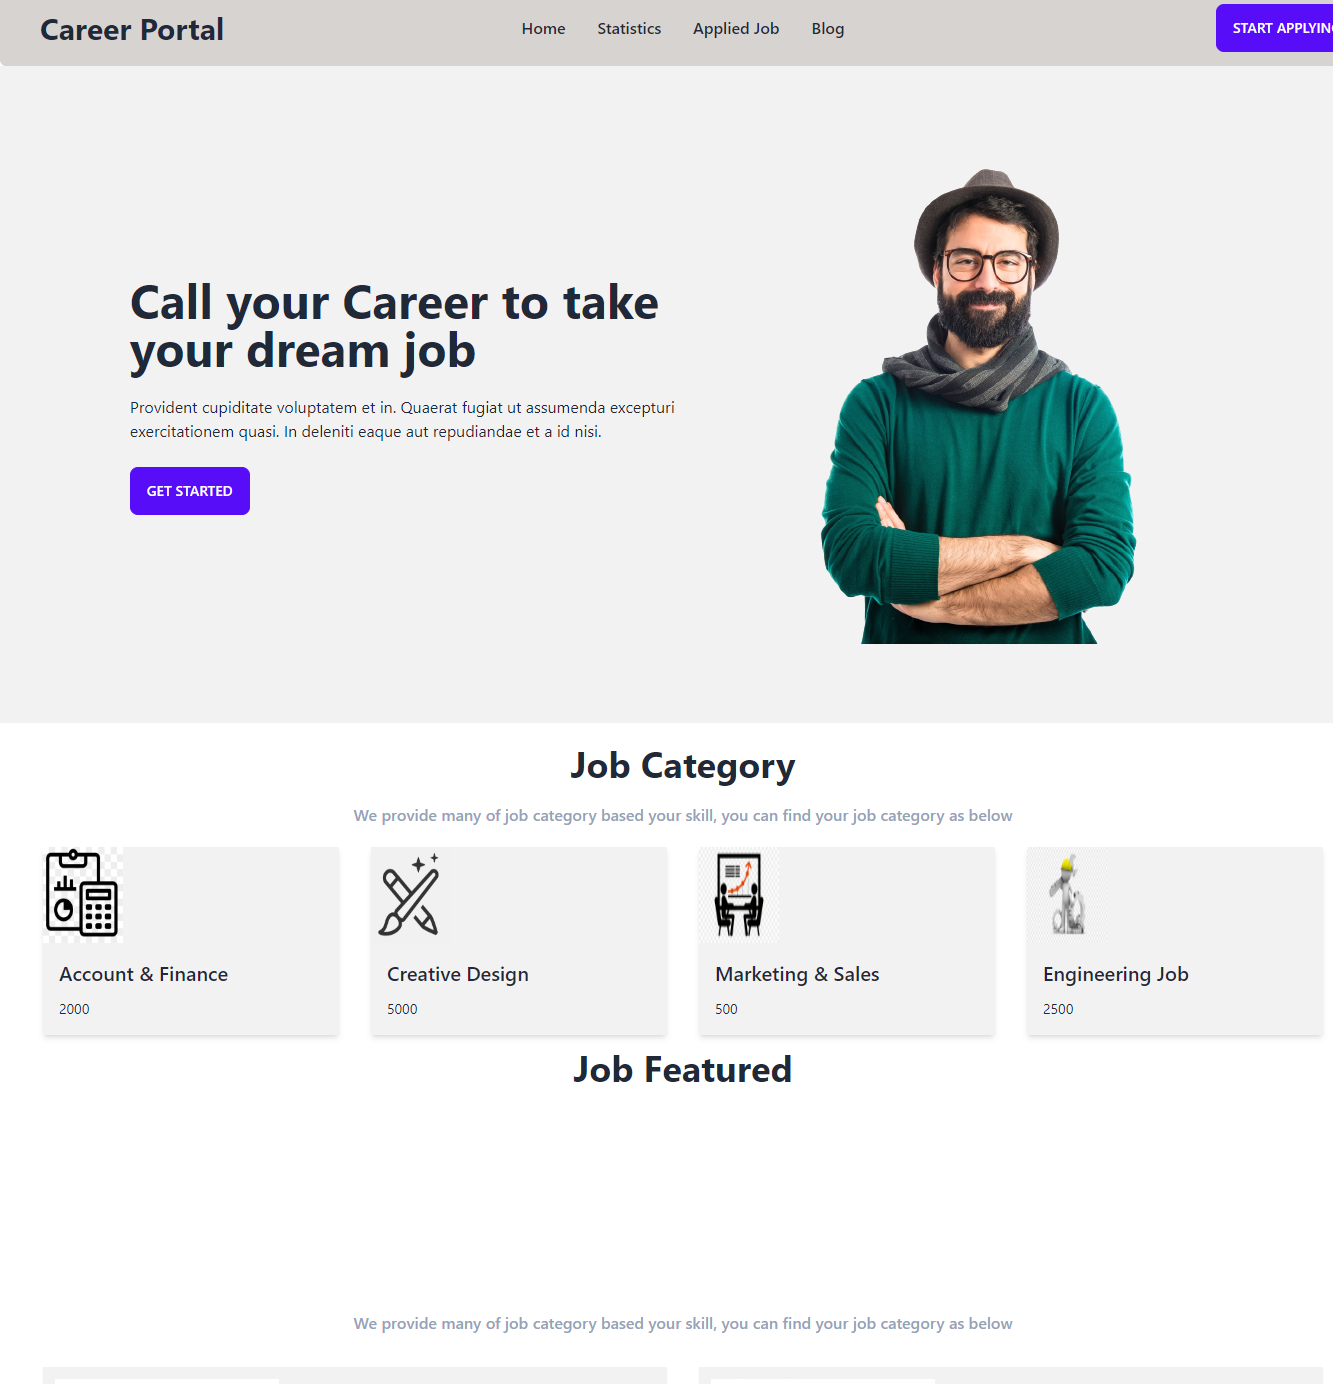 Career Portal
Home
Statistics
Applied Job
Blog
START APPLYING
Call your Career to take
your dream job
Provident cupiditate voluptatem et in. Quaerat fugiat ut assumenda excepturi
exercitationem quasi. In deleniti eaque aut repudiandae et a id nisi.
GET STARTED
Job Category
We provide many of job category based your skill, you can find your job category as below
Account & Finance
2000
Creative Design
5000
Marketing & Sales
500
Engineering Job
2500
Job Featured
We provide many of job category based your skill, you can find your job category as below